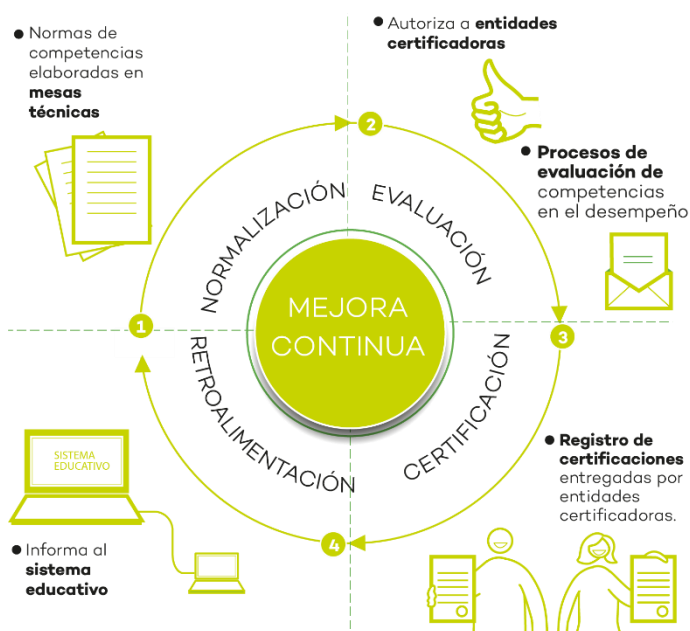 ● Normas de
competencias
elaboradas en
mesas
técnicas
● Autoriza a entidades
certificadoras
● Procesos de
evaluación de
competencias
en el desempeño
1
2
3
4
NORMALIZACIÓN
EVALUACIÓN
CERTIFICACIÓN
RETROALIMENTACIÓN
MEJORA
CONTINUA
● Registro de
certificaciones
entregadas por
entidades
certificadoras.
SISTEMA
EDUCATIVO
● Informa al
sistema
educativo